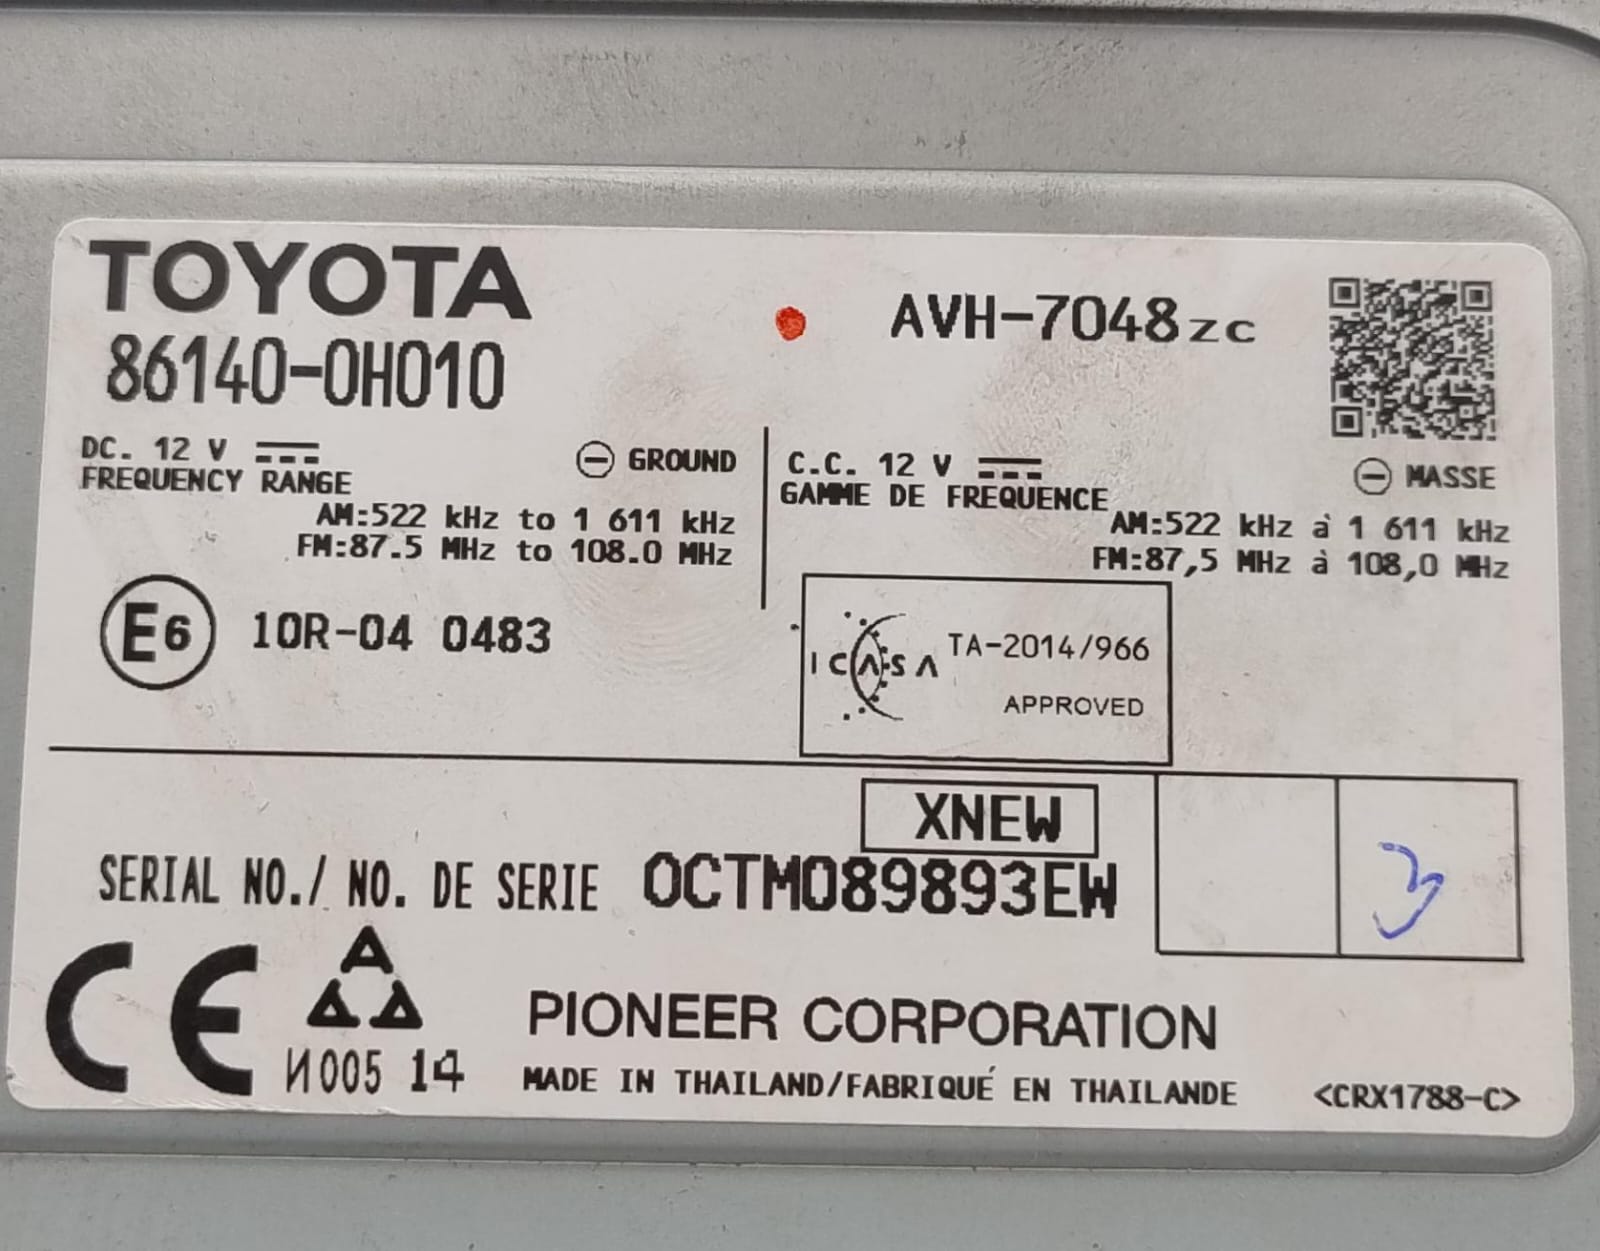 TOYOTA
86140-0H010
AVH-7048zc
DC. 12 V
GROUND
FREQUENCY RANGE
AM:522 kHz to 1 611 kHz
FM:87.5 MHz to 108.0 MHz
C.C. 12 V
MASSE
GAMME DE FREQUENCE
AM:522 kHz à 1 611 kHz
FM:87,5 MHz à 108,0 MHz
E6 10R-04 0483
ICASA TA-2014/966
APPROVED
XNEW
SERIAL NO./ NO. DE SERIE OCTM089893EW
CE
И005 14
PIONEER CORPORATION
MADE IN THAILAND/FABRIQUÉ EN THAILANDE
<CRX1788-C>